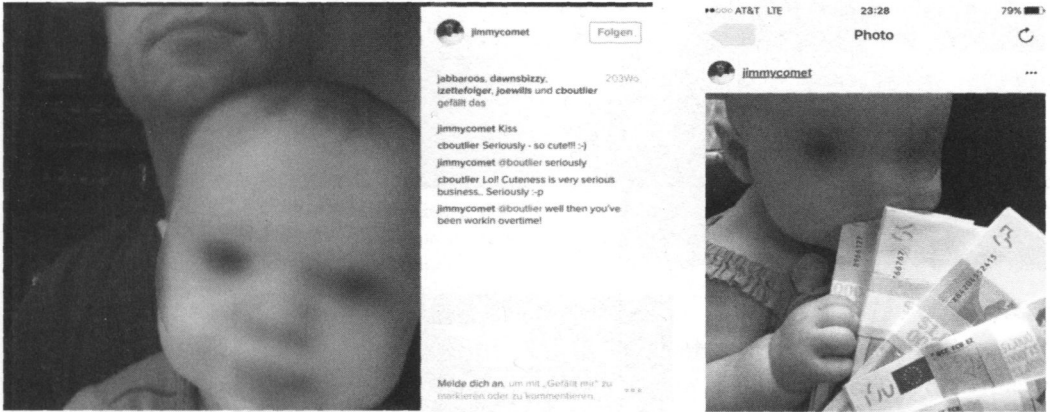 jimmycomet
Folgen
jabbaroos, dawnsbizzy,
203Wo.
izettefolger, joewills und cboutlier
gefällt das
jimmycomet Kiss
cboutlier Seriously - so cute!!! :-)
jimmycomet @boutlier seriously
cboutlier Lol! Cuteness is very serious
business.. Seriously :-p
jimmycomet @boutlier well then you've
been workin overtime!
Melde dich an, um mit „Gefällt mir“ zu
markieren oder zu kommentieren.
AT&T LTE
23:28
79%
Photo
jimmycomet